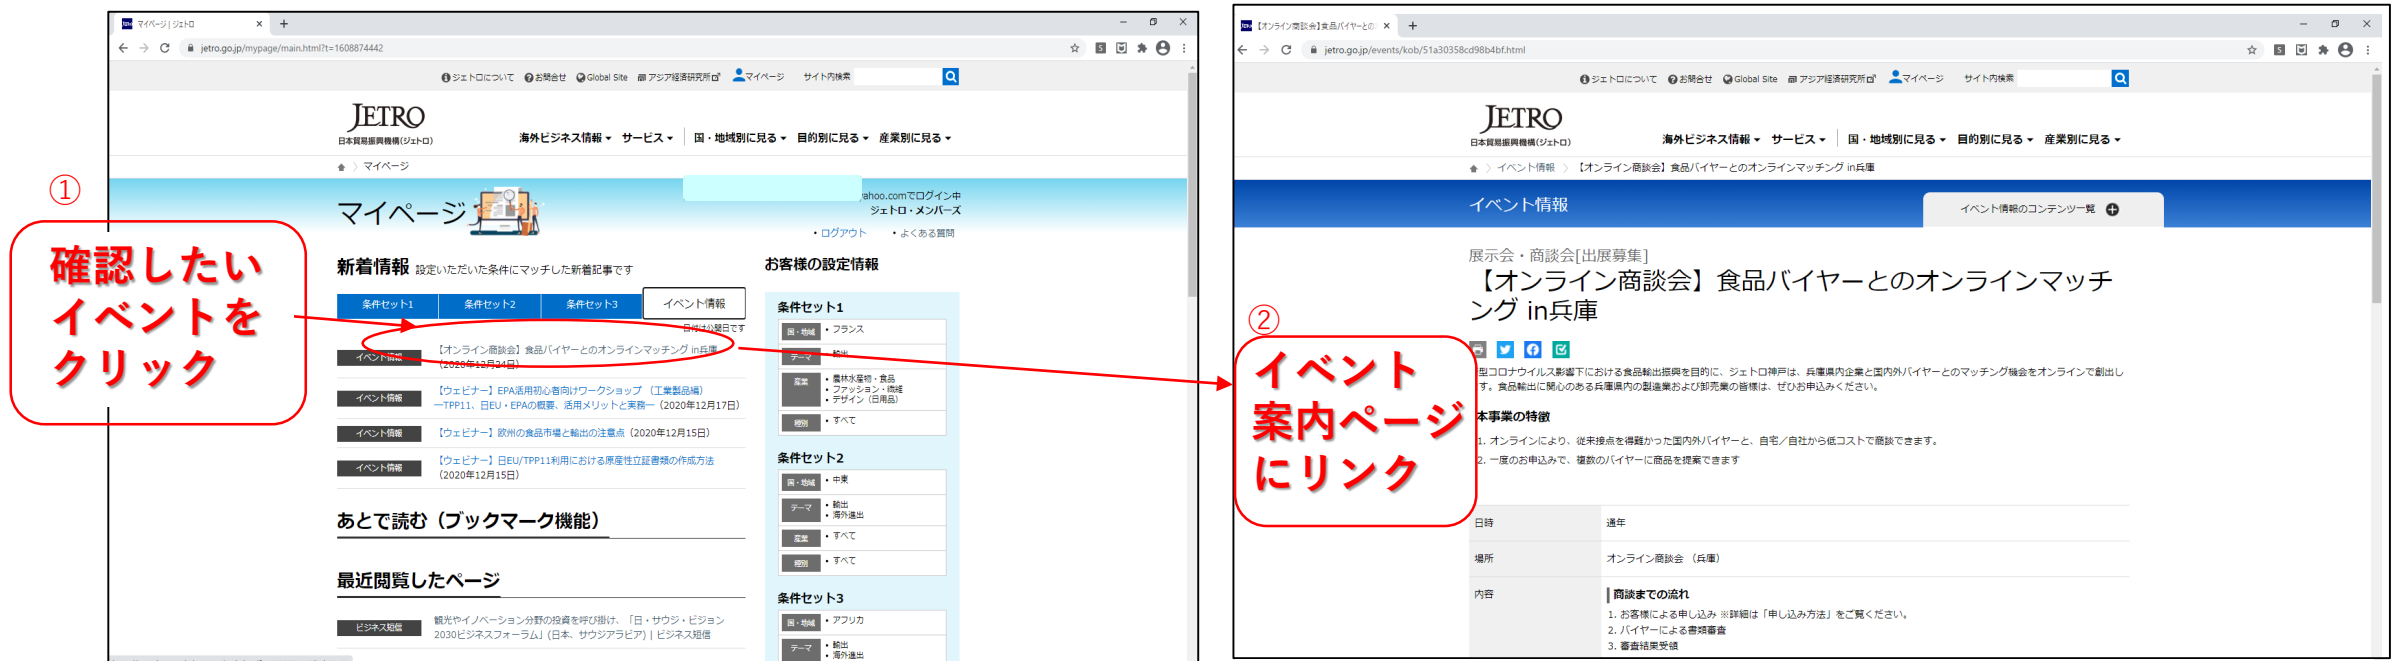 マイページ | ジェトロ
jetro.go.jp/mypage/main.html?t=1608874442
ジェトロについて お問合せ Global Site アジア経済研究所 マイページ サイト内検索
JETRO
日本貿易振興機構(ジェトロ)
海外ビジネス情報 サービス 国・地域別に見る 目的別に見る 産業別に見る
マイページ
①
確認したい
イベントを
クリック
マイページ
yahoo.comでログイン中
ジェトロ・メンバーズ
・ログアウト ・よくある質問
新着情報 設定いただいた条件にマッチした新着記事です
条件セット1 条件セット2 条件セット3 イベント情報
日付は公開日です
イベント情報 【オンライン商談会】食品バイヤーとのオンラインマッチング in兵庫
(2020年12月24日)
イベント情報 【ウェビナー】EPA活用初心者向けワークショップ (工業製品編)
―TPP11、日EU・EPAの概要、活用メリットと実務― (2020年12月17日)
イベント情報 【ウェビナー】欧州の食品市場と輸出の注意点 (2020年12月15日)
イベント情報 【ウェビナー】日EU/TPP11利用における原産性立証書類の作成方法
(2020年12月15日)
あとで読む (ブックマーク機能)
最近閲覧したページ
ビジネス短信 観光やイノベーション分野の投資を呼び掛け、「日・サウジ・ビジョン
2030ビジネスフォーラム」(日本、サウジアラビア) | ビジネス短信
お客様の設定情報
条件セット1
国・地域 ・フランス
テーマ ・輸出
産業 ・農林水産物・食品
・ファッション・繊維
・デザイン (日用品)
種別 ・すべて
条件セット2
国・地域 ・中東
テーマ ・輸出
・海外進出
産業 ・すべて
種別 ・すべて
条件セット3
国・地域 ・アフリカ
テーマ ・輸出
・海外進出
【オンライン商談会】食品バイヤーとの
jetro.go.jp/events/kob/51a30358cd98b4bf.html
ジェトロについて お問合せ Global Site アジア経済研究所 マイページ サイト内検索
JETRO
日本貿易振興機構(ジェトロ)
海外ビジネス情報 サービス 国・地域別に見る 目的別に見る 産業別に見る
イベント情報 【オンライン商談会】食品バイヤーとのオンラインマッチング in兵庫
イベント情報
イベント情報のコンテンツ一覧
展示会・商談会[出展募集]
【オンライン商談会】食品バイヤーとのオンラインマッチ
ング in兵庫
②
イベント
案内ページ
にリンク
型コロナウイルス影響下における食品輸出振興を目的に、ジェトロ神戸は、兵庫県内企業と国内外バイヤーとのマッチング機会をオンラインで創出し
す。食品輸出に関心のある兵庫県内の製造業および卸売業の皆様は、ぜひお申込みください。
本事業の特徴
1. オンラインにより、従来接点を得難かった国内外バイヤーと、自宅／自社から低コストで商談できます。
2. 一度のお申込みで、複数のバイヤーに商品を提案できます
日時 通年
場所 オンライン商談会 (兵庫)
内容 商談までの流れ
1. お客様による申し込み ※詳細は「申し込み方法」をご覧ください。
2. バイヤーによる書類審査
3. 審査結果受領